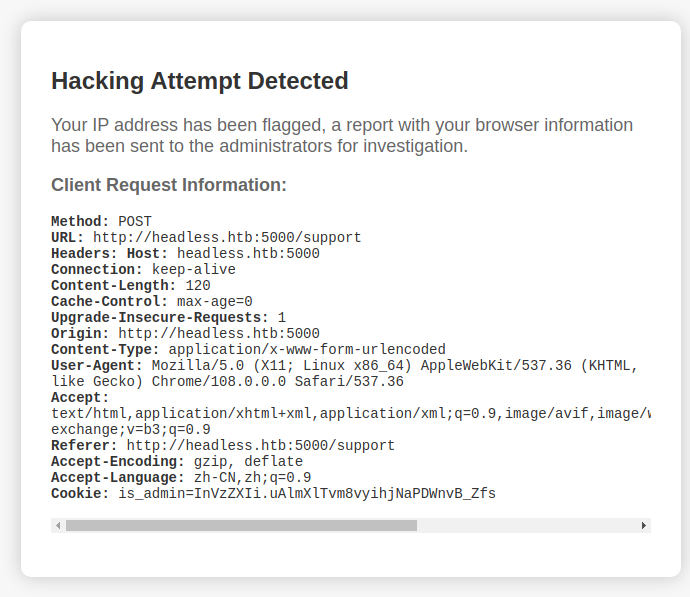 Hacking Attempt Detected
Your IP address has been flagged, a report with your browser information
has been sent to the administrators for investigation.
Client Request Information:
Method: POST
URL: http://headless.htb:5000/support
Headers: Host: headless.htb:5000
Connection: keep-alive
Content-Length: 120
Cache-Control: max-age=0
Upgrade-Insecure-Requests: 1
Origin: http://headless.htb:5000
Content-Type: application/x-www-form-urlencoded
User-Agent: Mozilla/5.0 (X11; Linux x86_64) AppleWebKit/537.36 (KHTML,
like Gecko) Chrome/108.0.0.0 Safari/537.36
Accept:
text/html,application/xhtml+xml,application/xml;q=0.9,image/avif,image/
exchange;v=b3;q=0.9
Referer: http://headless.htb:5000/support
Accept-Encoding: gzip, deflate
Accept-Language: zh-CN,zh;q=0.9
Cookie: is_admin=InVzZXIi.uAlmXlTvm8vyihjNaPDWnvB_Zfs